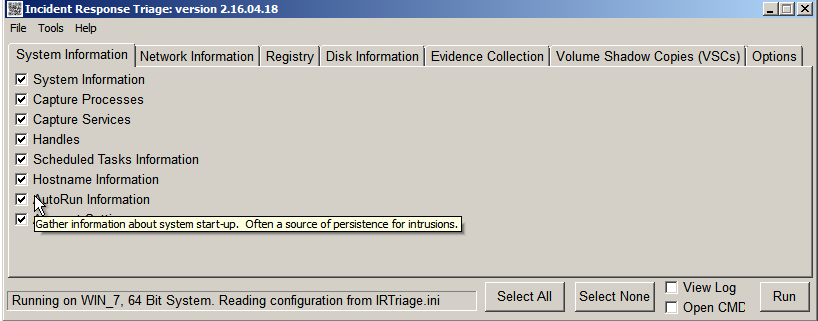 Incident Response Triage: version 2.16.04.18
File Tools Help
System Information Network Information Registry Disk Information Evidence Collection Volume Shadow Copies (VSCs) Options
System Information
Capture Processes
Capture Services
Handles
Scheduled Tasks Information
Hostname Information
AutoRun Information
Gather information about system start-up. Often a source of persistence for intrusions.
Running on WIN_7, 64 Bit System. Reading configuration from IRTriage.ini
Select All
Select None
View Log
Open CMD
Run